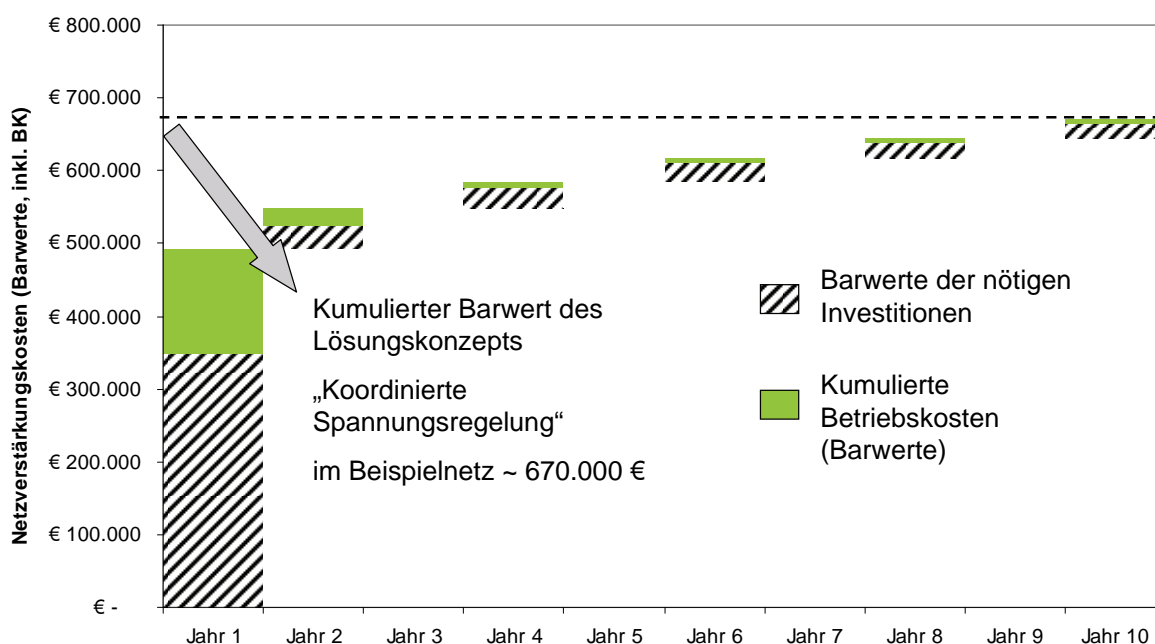 € 800.000
€ 700.000
€ 600.000
€ 500.000
€ 400.000
€ 300.000
€ 200.000
€ 100.000
€ -
Netzverstärkungskosten (Barwerte, inkl. BK)
Kumulierter Barwert des
Lösungskonzepts
„Koordinierte
Spannungsregelung“
im Beispielnetz ~ 670.000 €
Barwerte der nötigen
Investitionen
Kumulierte
Betriebskosten
(Barwerte)
Jahr 1 Jahr 2 Jahr 3 Jahr 4 Jahr 5 Jahr 6 Jahr 7 Jahr 8 Jahr 9 Jahr 10